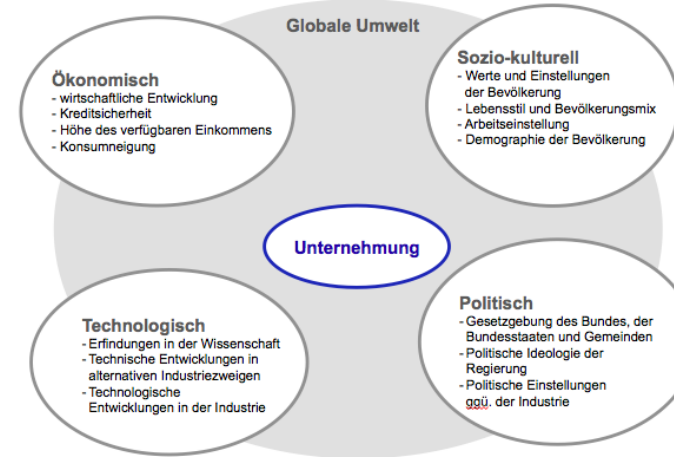 Globale Umwelt
Ökonomisch
- wirtschaftliche Entwicklung
- Kreditsicherheit
- Höhe des verfügbaren Einkommens
- Konsumneigung
Sozio-kulturell
- Werte und Einstellungen
der Bevölkerung
- Lebensstil und Bevölkerungsmix
- Arbeitseinstellung
- Demographie der Bevölkerung
Unternehmung
Technologisch
- Erfindungen in der Wissenschaft
- Technische Entwicklungen in
alternativen Industriezweigen
- Technologische
Entwicklungen in der Industrie
Politisch
- Gesetzgebung des Bundes, der
Bundesstaaten und Gemeinden
- Politische Ideologie der
Regierung
- Politische Einstellungen
ggü. der Industrie